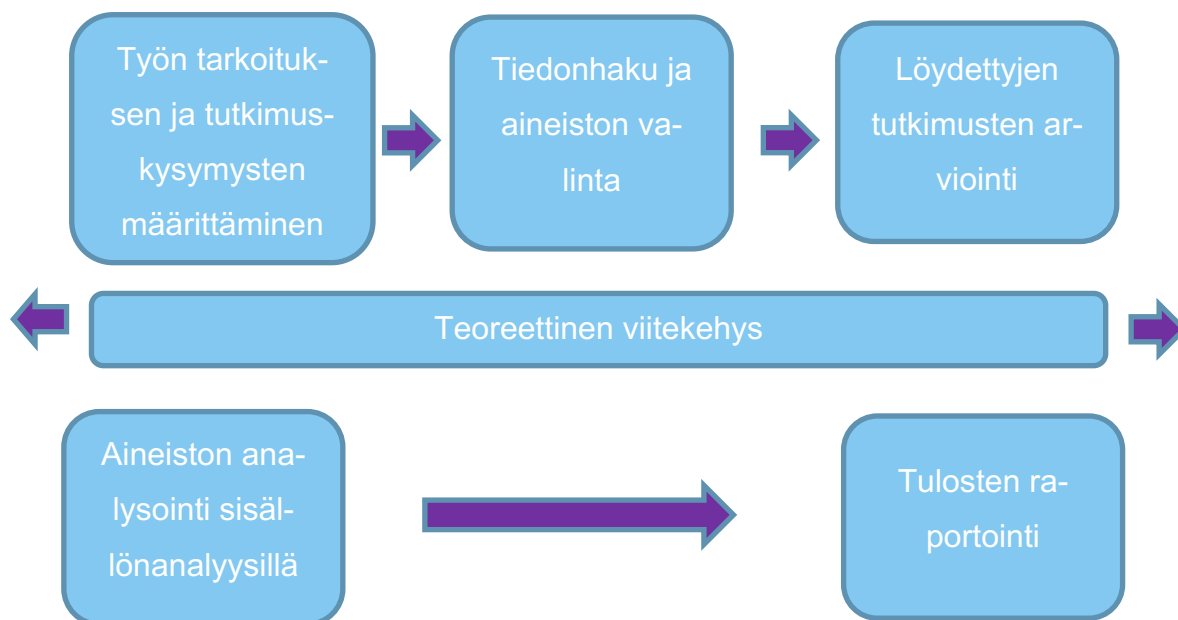 Työn tarkoituk-
sen ja tutkimus-
kysymysten
määrittäminen
Tiedonhaku ja
aineiston va-
linta
Löydettyjen
tutkimusten ar-
viointi
Teoreettinen viitekehys
Aineiston ana-
lysointi sisäl-
lönanalyysillä
Tulosten ra-
portointi